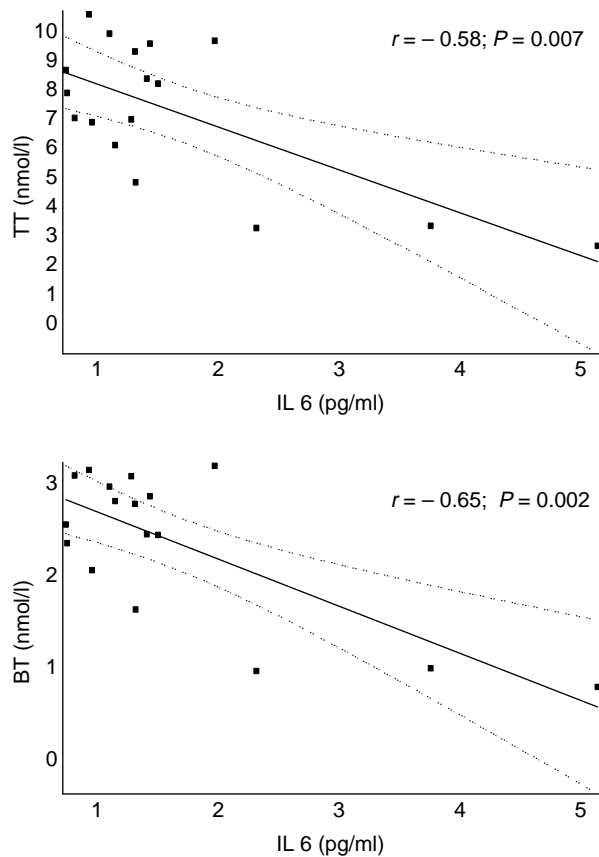 r = – 0.58; P = 0.007
TT (nmol/l)
10
9
8
7
6
5
4
3
2
1
0
1 2 3 4 5
IL 6 (pg/ml)
r = – 0.65; P = 0.002
BT (nmol/l)
3
2
1
0
1 2 3 4 5
IL 6 (pg/ml)